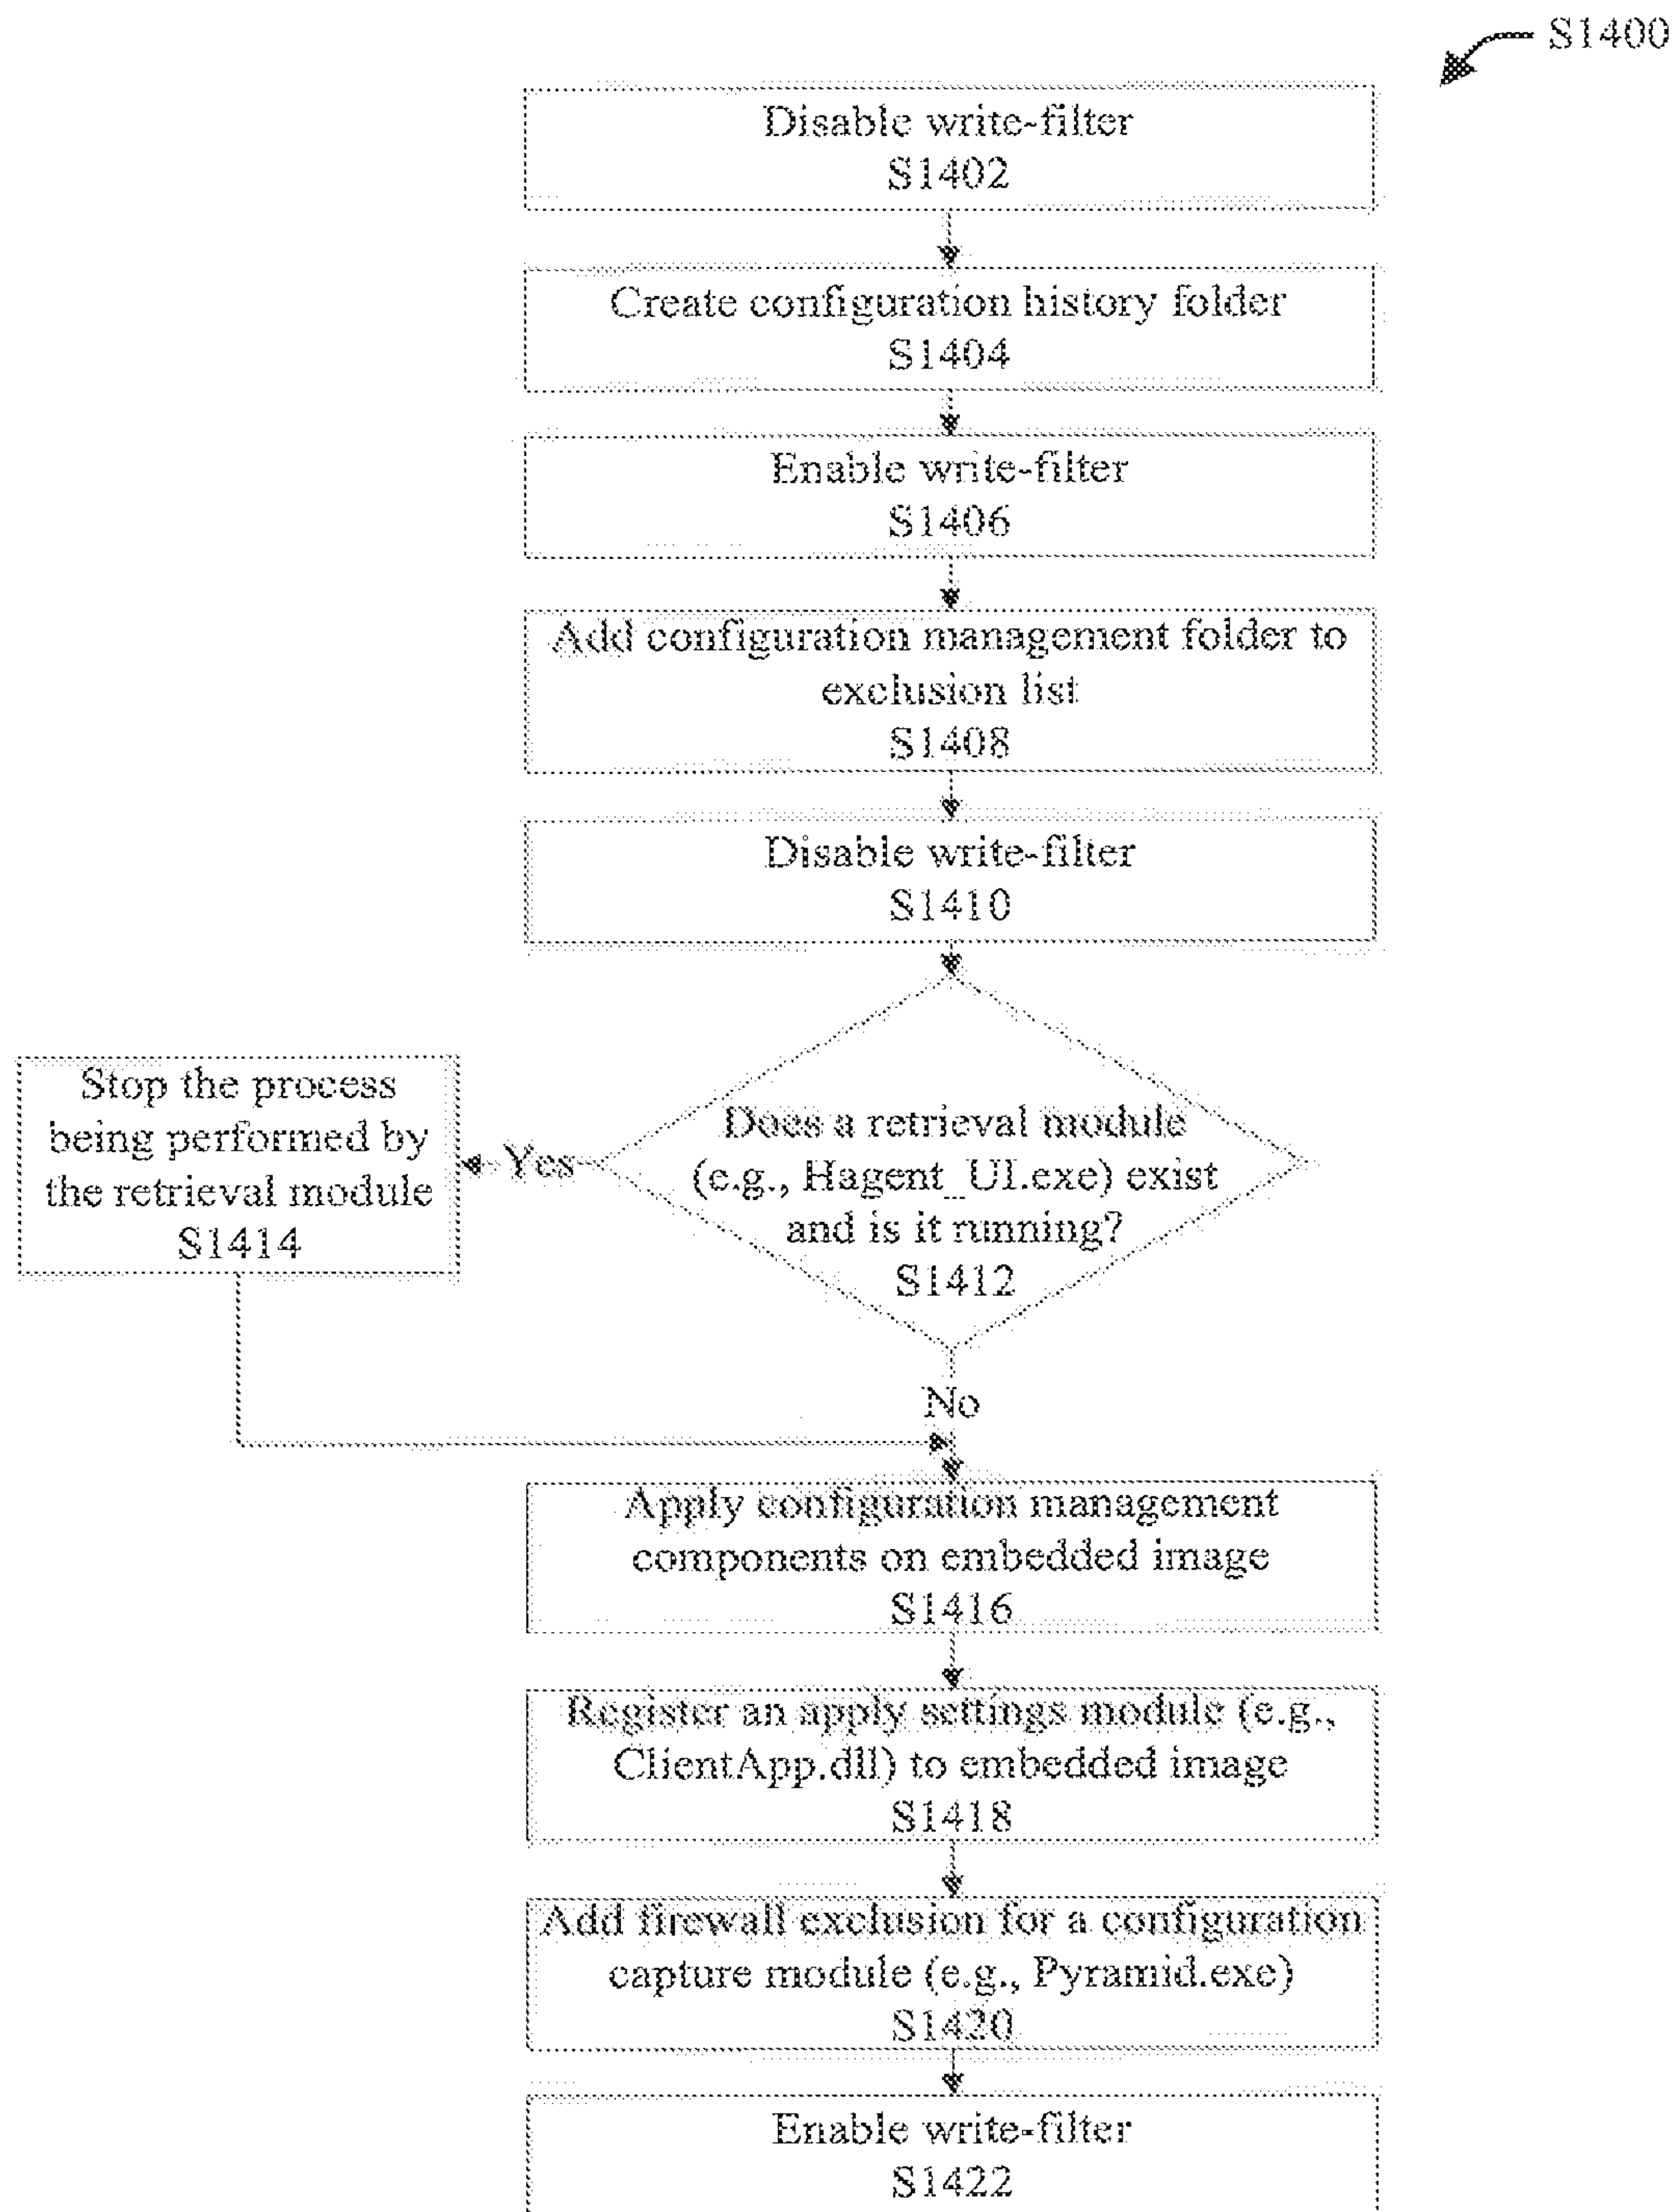 S1400
Disable write-filter
S1402
Create configuration history folder
S1404
Enable write-filter
S1406
Add configuration management folder to
exclusion list
S1408
Disable write-filter
S1410
Does a retrieval module
(e.g., Hagent_UI.exe) exist
and is it running?
S1412
Yes
Stop the process
being performed by
the retrieval module
S1414
No
Apply configuration management
components on embedded image
S1416
Register an apply settings module (e.g.,
ClientApp.dll) to embedded image
S1418
Add firewall exclusion for a configuration
capture module (e.g., Pyramid.exe)
S1420
Enable write-filter
S1422